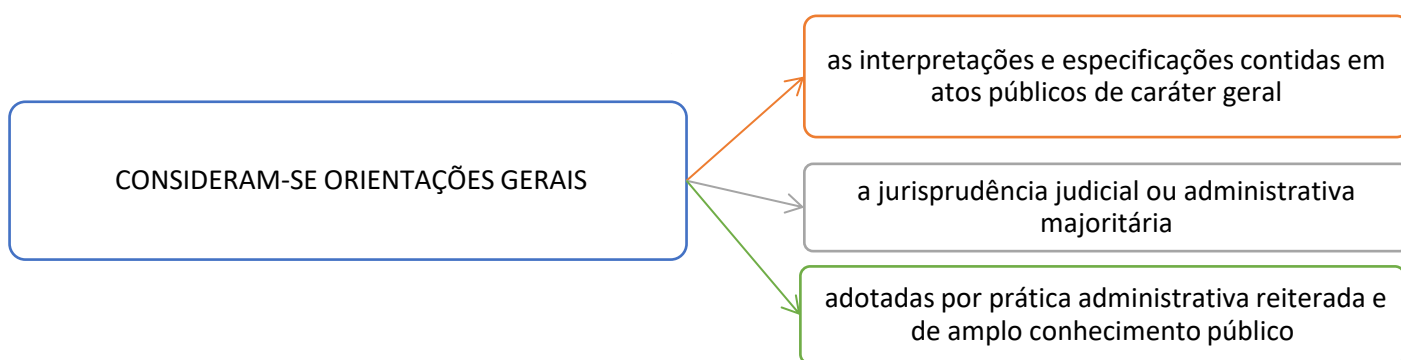 CONSIDERAM-SE ORIENTAÇÕES GERAIS
as interpretações e especificações contidas em
atos públicos de caráter geral
a jurisprudência judicial ou administrativa
majoritária
adotadas por prática administrativa reiterada e
de amplo conhecimento público